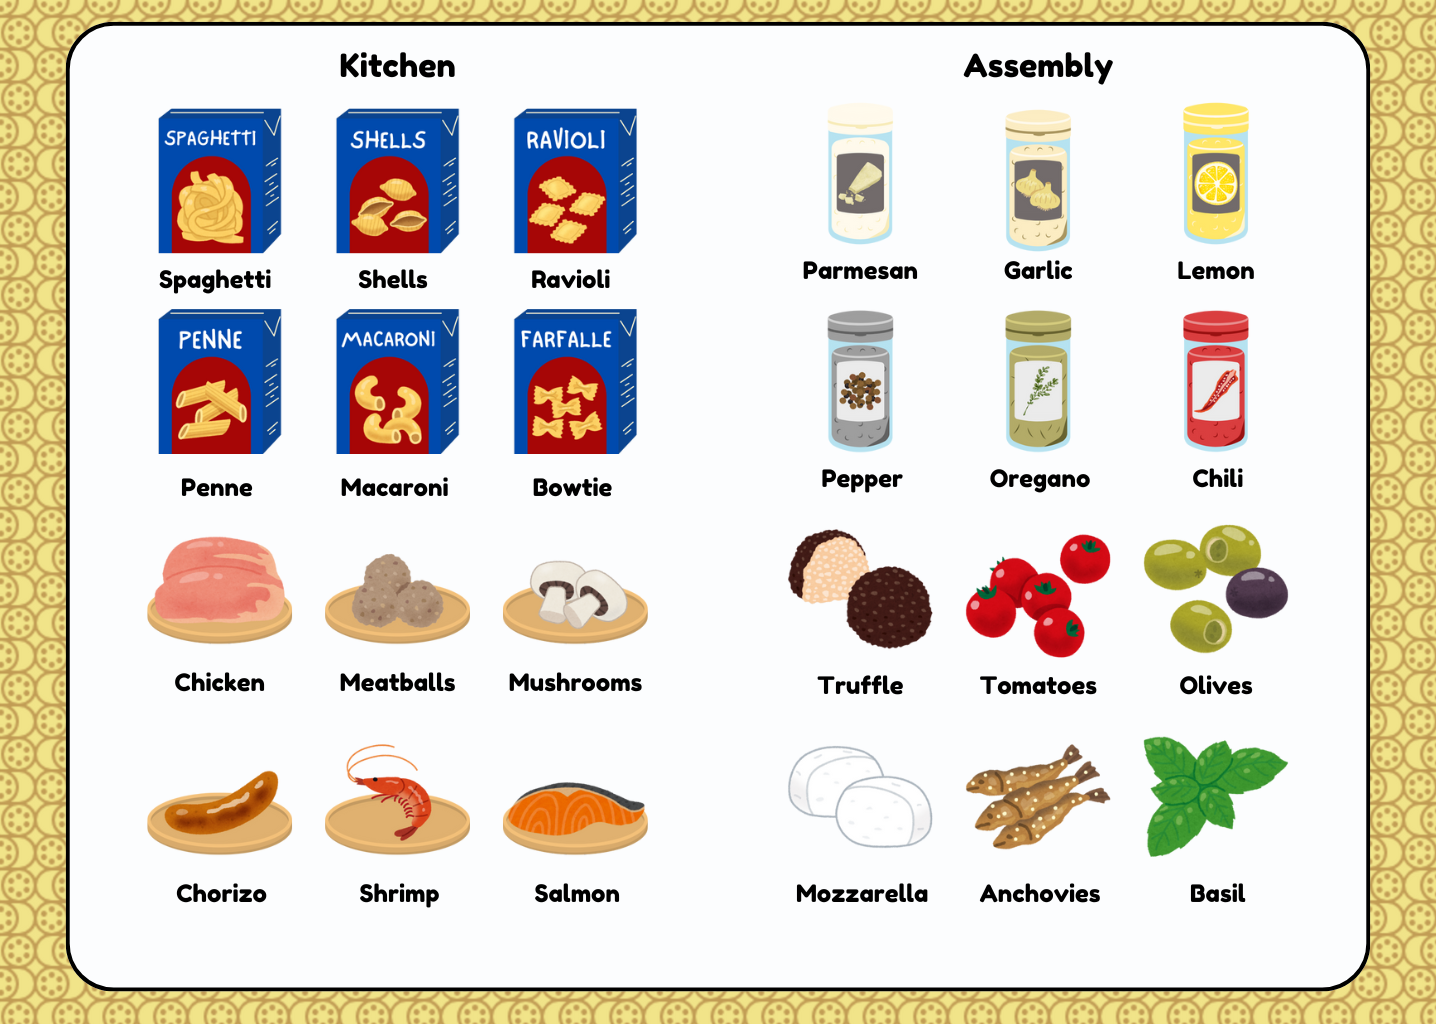 Kitchen
Assembly
SPAGHETTI
SHELLS
RAVIOLI
Spaghetti
Shells
Ravioli
Parmesan
Garlic
Lemon
PENNE
MACARONI
FARFALLE
Penne
Macaroni
Bowtie
Pepper
Oregano
Chili
Chicken
Meatballs
Mushrooms
Truffle
Tomatoes
Olives
Chorizo
Shrimp
Salmon
Mozzarella
Anchovies
Basil